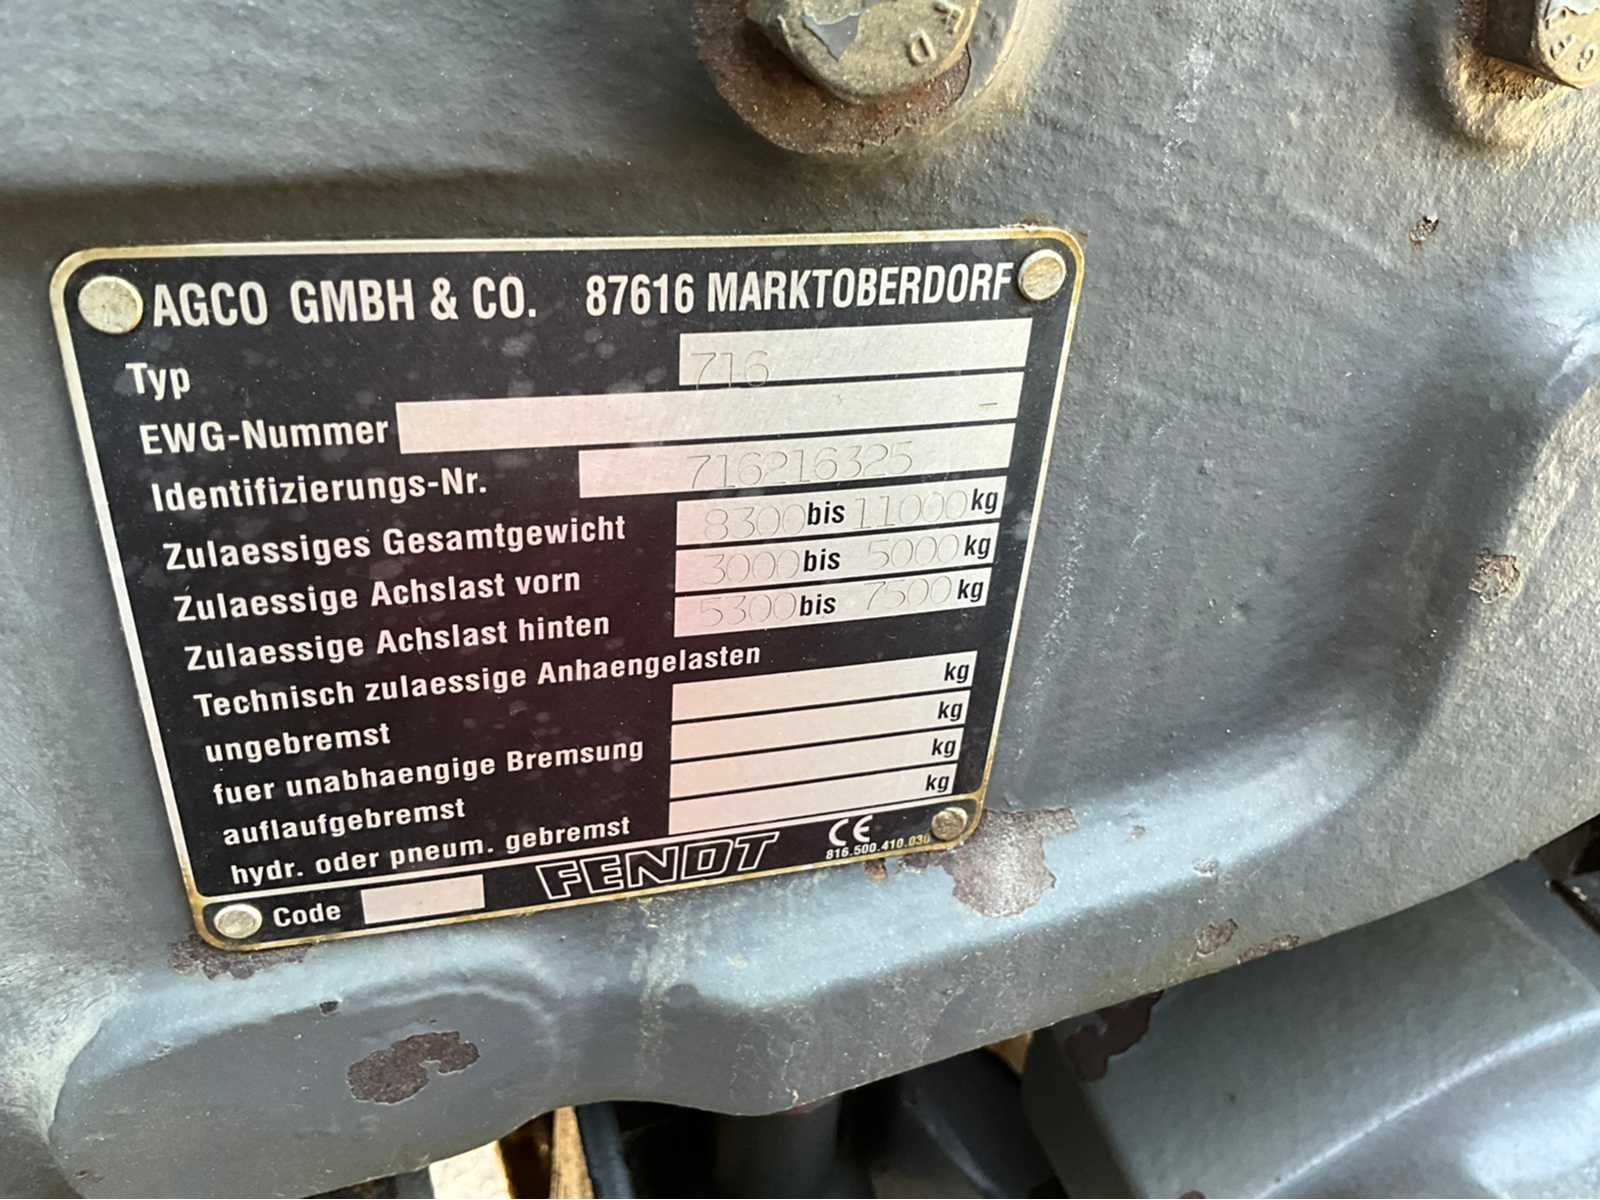 AGCO GMBH & CO. 87616 MARKTOBERDORF
Typ 716
EWG-Nummer -
Identifizierungs-Nr. 716216325
Zulaessiges Gesamtgewicht 8300 bis 11000 kg
Zulaessige Achslast vorn 3000 bis 5000 kg
Zulaessige Achslast hinten 5300 bis 7500 kg
Technisch zulaessige Anhaengelasten
ungebremst kg
fuer unabhaengige Bremsung kg
auflaufgebremst kg
hydr. oder pneum. gebremst kg
Code FENDT CE
816.500.410.030